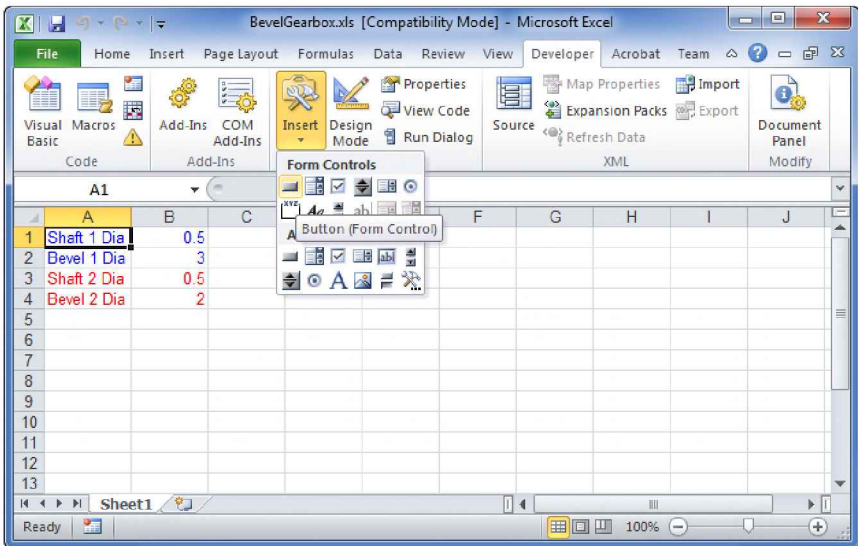 BevelGearbox.xls [Compatibility Mode] - Microsoft Excel
File Home Insert Page Layout Formulas Data Review View Developer Acrobat Team
Visual Basic Macros Add-Ins COM Add-Ins Insert Design Mode Properties View Code Run Dialog Source Map Properties Expansion Packs Refresh Data Import Export Document Panel
Code Add-Ins XML Modify
Form Controls
A1
Button (Form Control)
A B C F G H I J
1 Shaft 1 Dia 0.5
2 Bevel 1 Dia 3
3 Shaft 2 Dia 0.5
4 Bevel 2 Dia 2
5
6
7
8
9
10
11
12
13
Sheet1
Ready 100%